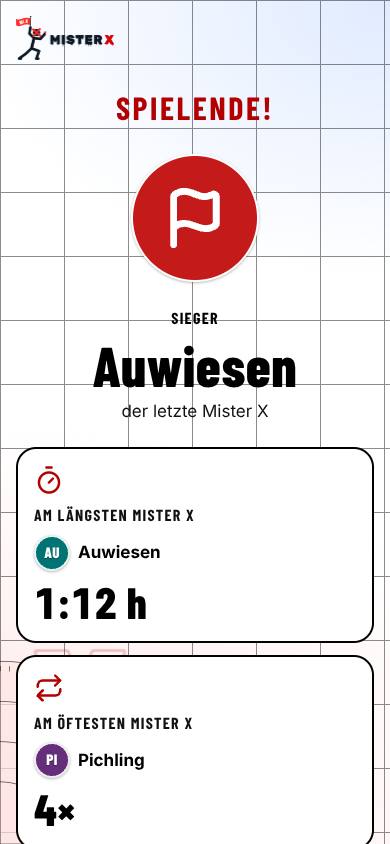 MISTER X
SPIELENDE!
SIEGER
Auwiesen
der letzte Mister X
AM LÄNGSTEN MISTER X
AU Auwiesen
1:12 h
AM ÖFTESTEN MISTER X
PI Pichling
4×